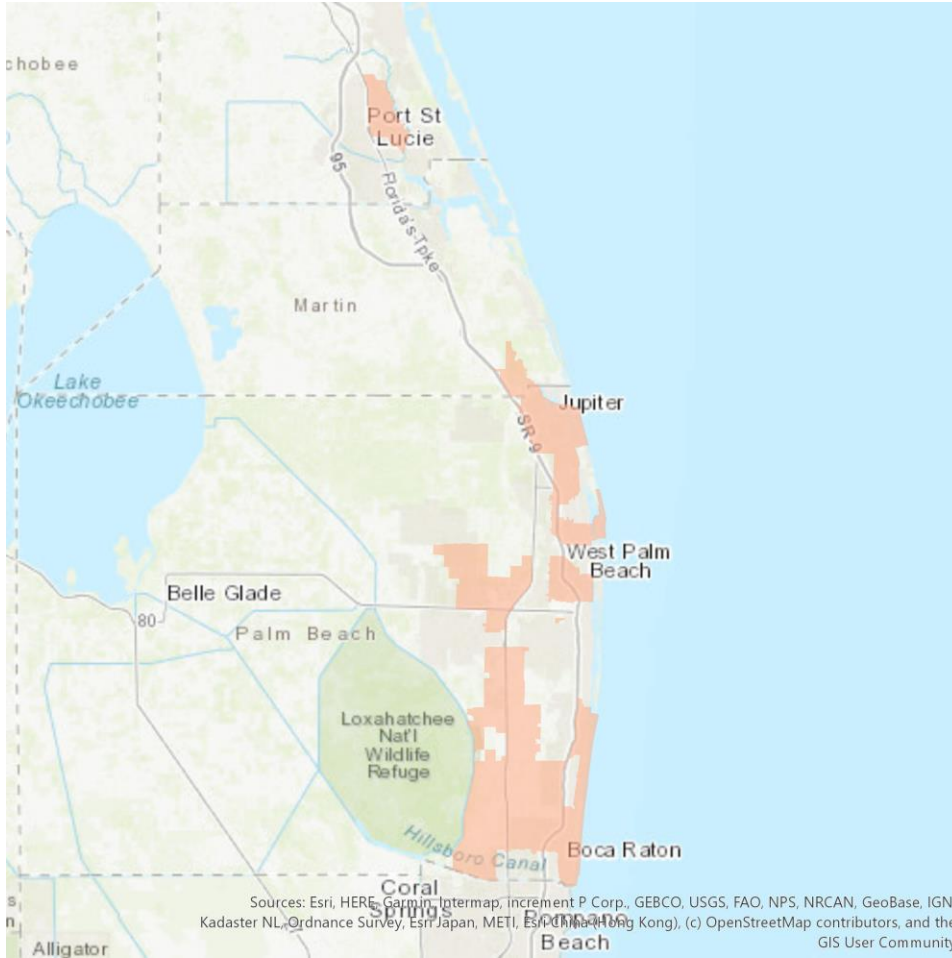 chobee
Port St
Lucie
95
Florida's-Tpke
Martin
Lake
Okeechobee
Jupiter
SR-9
West Palm
Beach
Belle Glade
80
Palm Beach
Loxahatchee
Nat'l
Wildlife
Refuge
Hillsboro Canal
Boca Raton
Coral
Springs
Pompano
Beach
Alligator
Sources: Esri, HERE, Garmin, Intermap, increment P Corp., GEBCO, USGS, FAO, NPS, NRCAN, GeoBase, IGN,
Kadaster NL, Ordnance Survey, Esri Japan, METI, Esri China (Hong Kong), (c) OpenStreetMap contributors, and the
GIS User Community